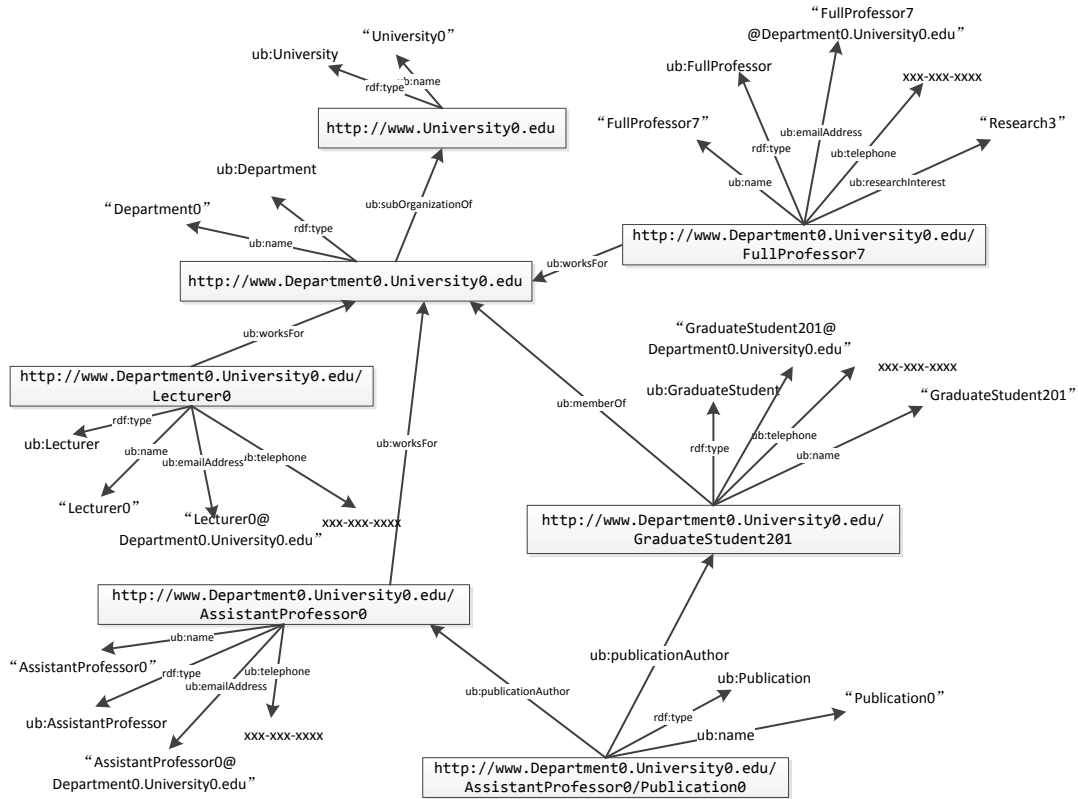 “University0”
ub:University
ub:name
rdf:type
http://www.University0.edu
“FullProfessor7
@Department0.University0.edu”
ub:FullProfessor
xxx-xxx-xxxx
“FullProfessor7”
“Research3”
ub:emailAddress
rdf:type
ub:telephone
ub:name
ub:researchInterest
http://www.Department0.University0.edu/
FullProfessor7
ub:Department
ub:subOrganizationOf
“Department0”
rdf:type
ub:name
ub:worksFor
http://www.Department0.University0.edu
ub:worksFor
http://www.Department0.University0.edu/
Lecturer0
rdf:type
ub:Lecturer
ub:name
ub:emailAddress
ub:telephone
“Lecturer0”
“Lecturer0@
Department0.University0.edu”
xxx-xxx-xxxx
ub:worksFor
ub:memberOf
“GraduateStudent201@
Department0.University0.edu”
xxx-xxx-xxxx
ub:GraduateStudent
“GraduateStudent201”
rdf:type
ub:telephone
ub:name
http://www.Department0.University0.edu/
GraduateStudent201
http://www.Department0.University0.edu/
AssistantProfessor0
ub:name
“AssistantProfessor0”
rdf:type
ub:telephone
ub:emailAddress
ub:AssistantProfessor
xxx-xxx-xxxx
“AssistantProfessor0@
Department0.University0.edu”
ub:publicationAuthor
ub:publicationAuthor
ub:Publication
“Publication0”
rdf:type
ub:name
http://www.Department0.University0.edu/
AssistantProfessor0/Publication0